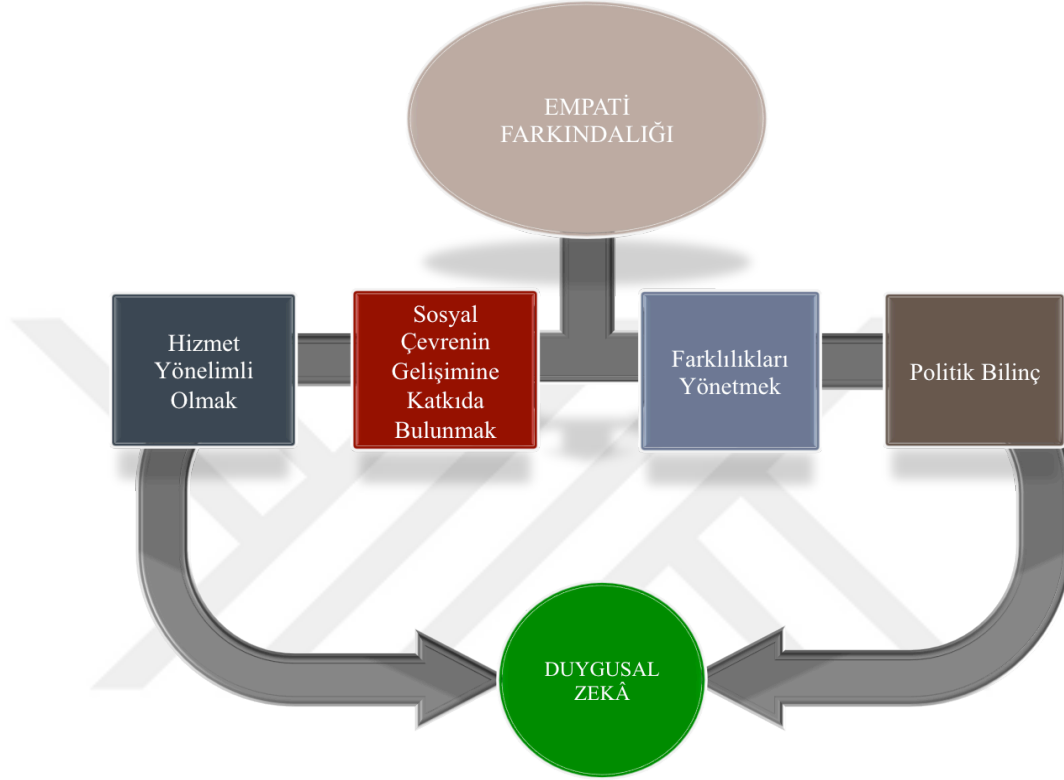 EMPATİ
FARKINDALIĞI
Hizmet
Yönelimli
Olmak
Sosyal
Çevrenin
Gelişimine
Katkıda
Bulunmak
Farklılıkları
Yönetmek
Politik Bilinç
DUYGUSAL
ZEKÂ